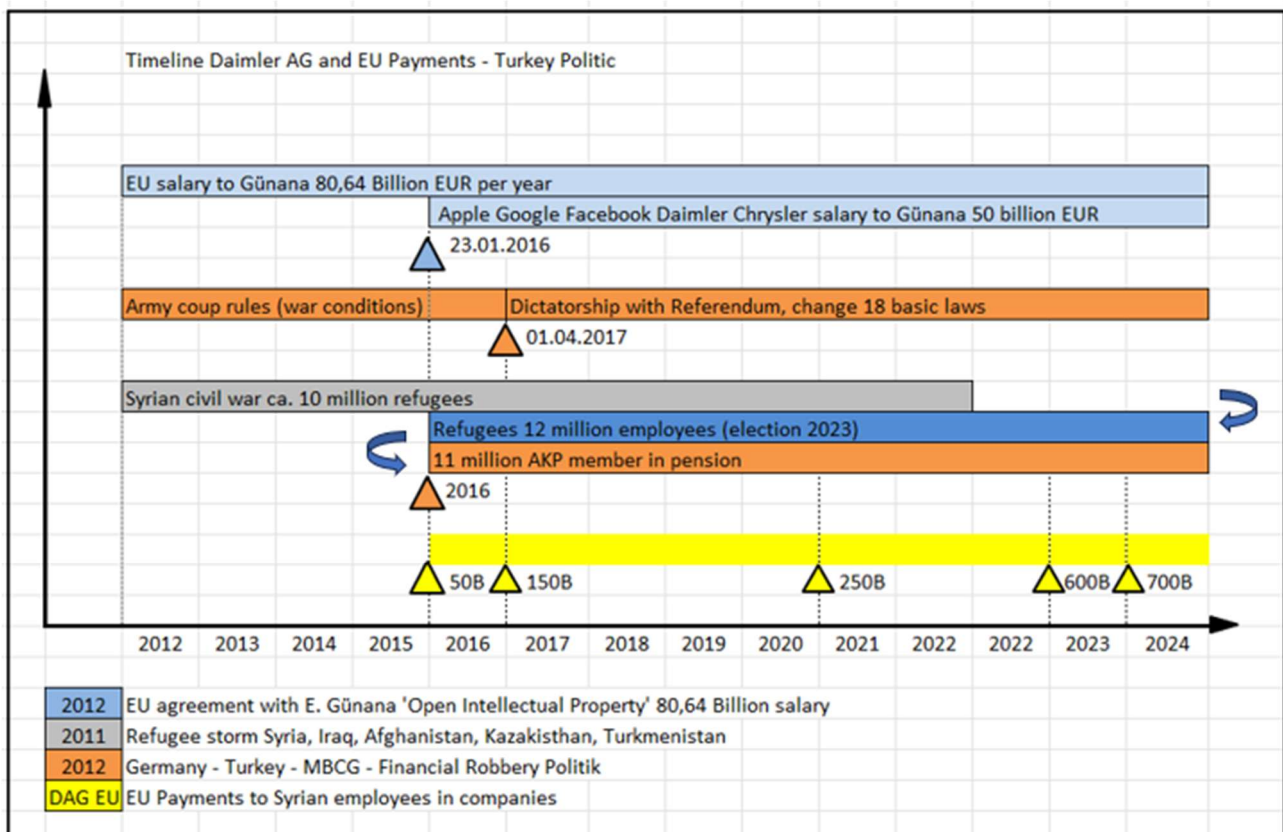 Timeline Daimler AG and EU Payments - Turkey Politic
EU salary to Günana 80,64 Billion EUR per year
Apple Google Facebook Daimler Chrysler salary to Günana 50 billion EUR
23.01.2016
Army coup rules (war conditions) Dictatorship with Referendum, change 18 basic laws
01.04.2017
Syrian civil war ca. 10 million refugees
Refugees 12 million employees (election 2023)
11 million AKP member in pension
2016
50B 150B 250B 600B 700B
2012 2013 2014 2015 2016 2017 2018 2019 2020 2021 2022 2022 2023 2024
2012 EU agreement with E. Günana 'Open Intellectual Property' 80,64 Billion salary
2011 Refugee storm Syria, Iraq, Afghanistan, Kazakisthan, Turkmenistan
2012 Germany - Turkey - MBCG - Financial Robbery Politik
DAG EU EU Payments to Syrian employees in companies